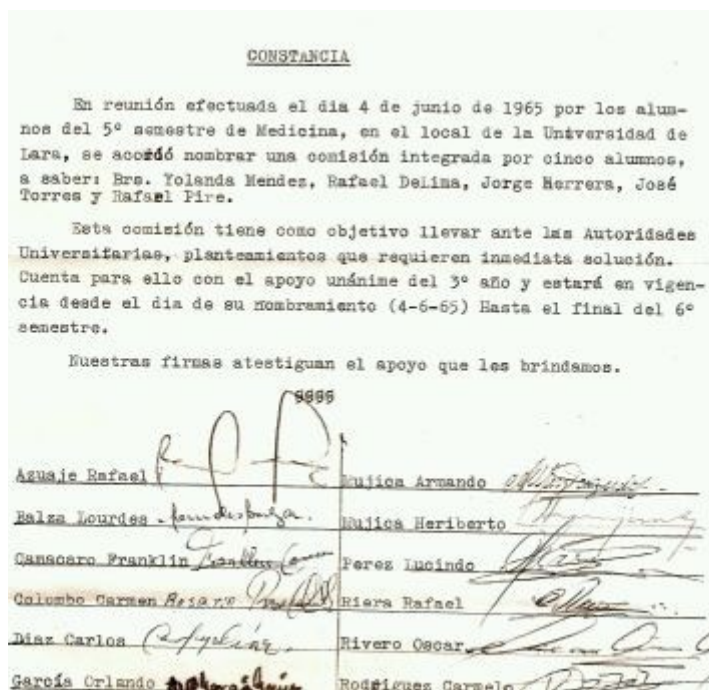 CONSTANCIA
En reunión efectuada el dia 4 de junio de 1965 por los alum-
nos del 5º semestre de Medicina, en el local de la Universidad de
Lara, se acordó nombrar una comisión integrada por cinco alumnos,
a saber: Brs. Yolanda Mendez, Rafael DeLima, Jorge Herrera, José
Torres y Rafael Pire.
Esta comisión tiene como objetivo llevar ante las Autoridades
Universitarias, planteamientos que requieren inmediata solución.
Cuenta para ello con el apoyo unánime del 3º año y estará en vigen-
cia desde el dia de su nombramiento (4-6-65) Hasta el final del 6º
semestre.
Nuestras firmas atestiguan el apoyo que les brindamos.
§§§§
Azuaje Rafael
Mujica Armando
Balza Lourdes
Mujica Heriberto
Canacaro Franklin
Perez Lucindo
Colombo Carmen Rosario
Riera Rafael
Diaz Carlos
Rivero Oscar
García Orlando
Rodriguez Carmelo